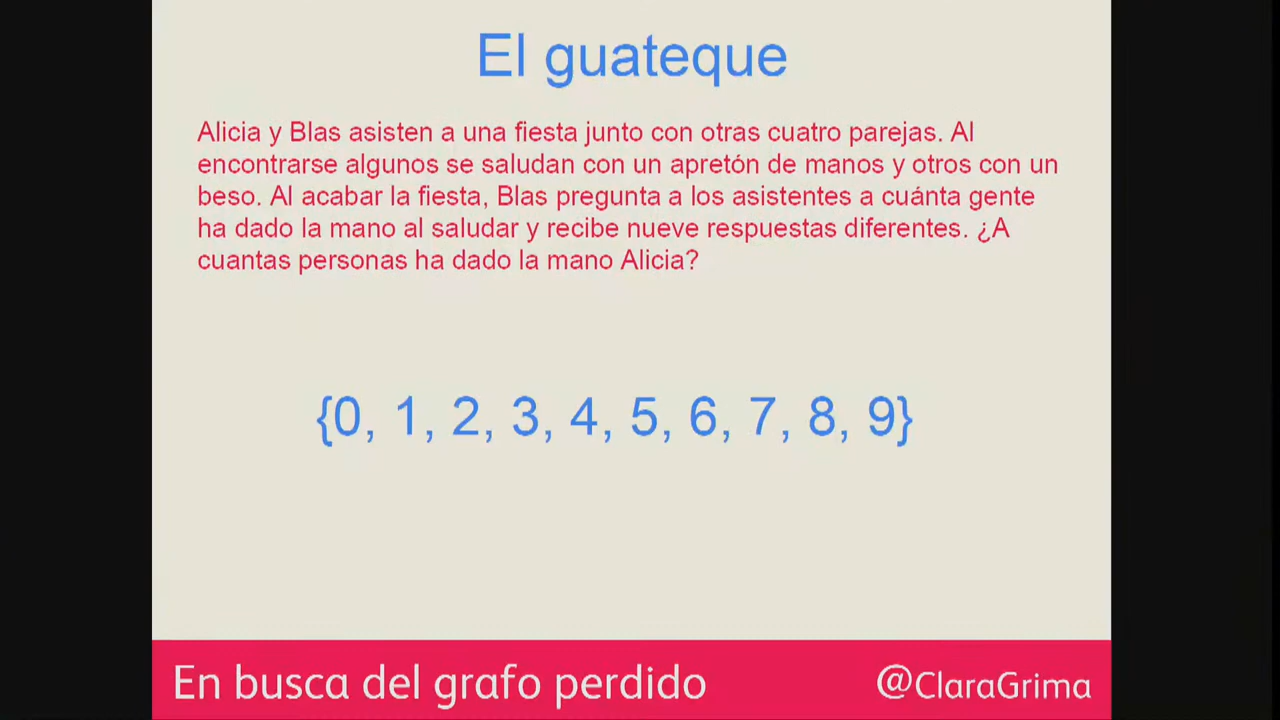 El guateque
Alicia y Blas asisten a una fiesta junto con otras cuatro parejas. Al
encontrarse algunos se saludan con un apretón de manos y otros con un
beso. Al acabar la fiesta, Blas pregunta a los asistentes a cuánta gente
ha dado la mano al saludar y recibe nueve respuestas diferentes. ¿A
cuantas personas ha dado la mano Alicia?
{0, 1, 2, 3, 4, 5, 6, 7, 8, 9}
En busca del grafo perdido
@ClaraGrima